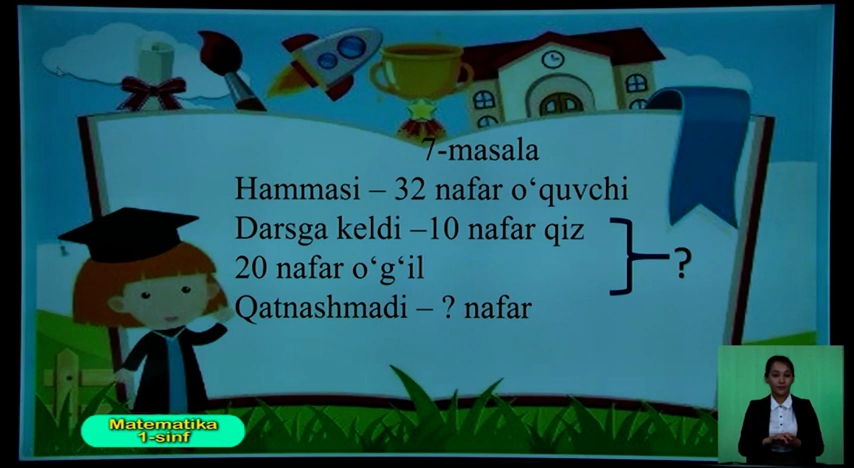 7-masala
Hammasi – 32 nafar o‘quvchi
Darsga keldi –10 nafar qiz
20 nafar o‘g‘il
?
Qatnashmadi – ? nafar
Matematika
1-sinf